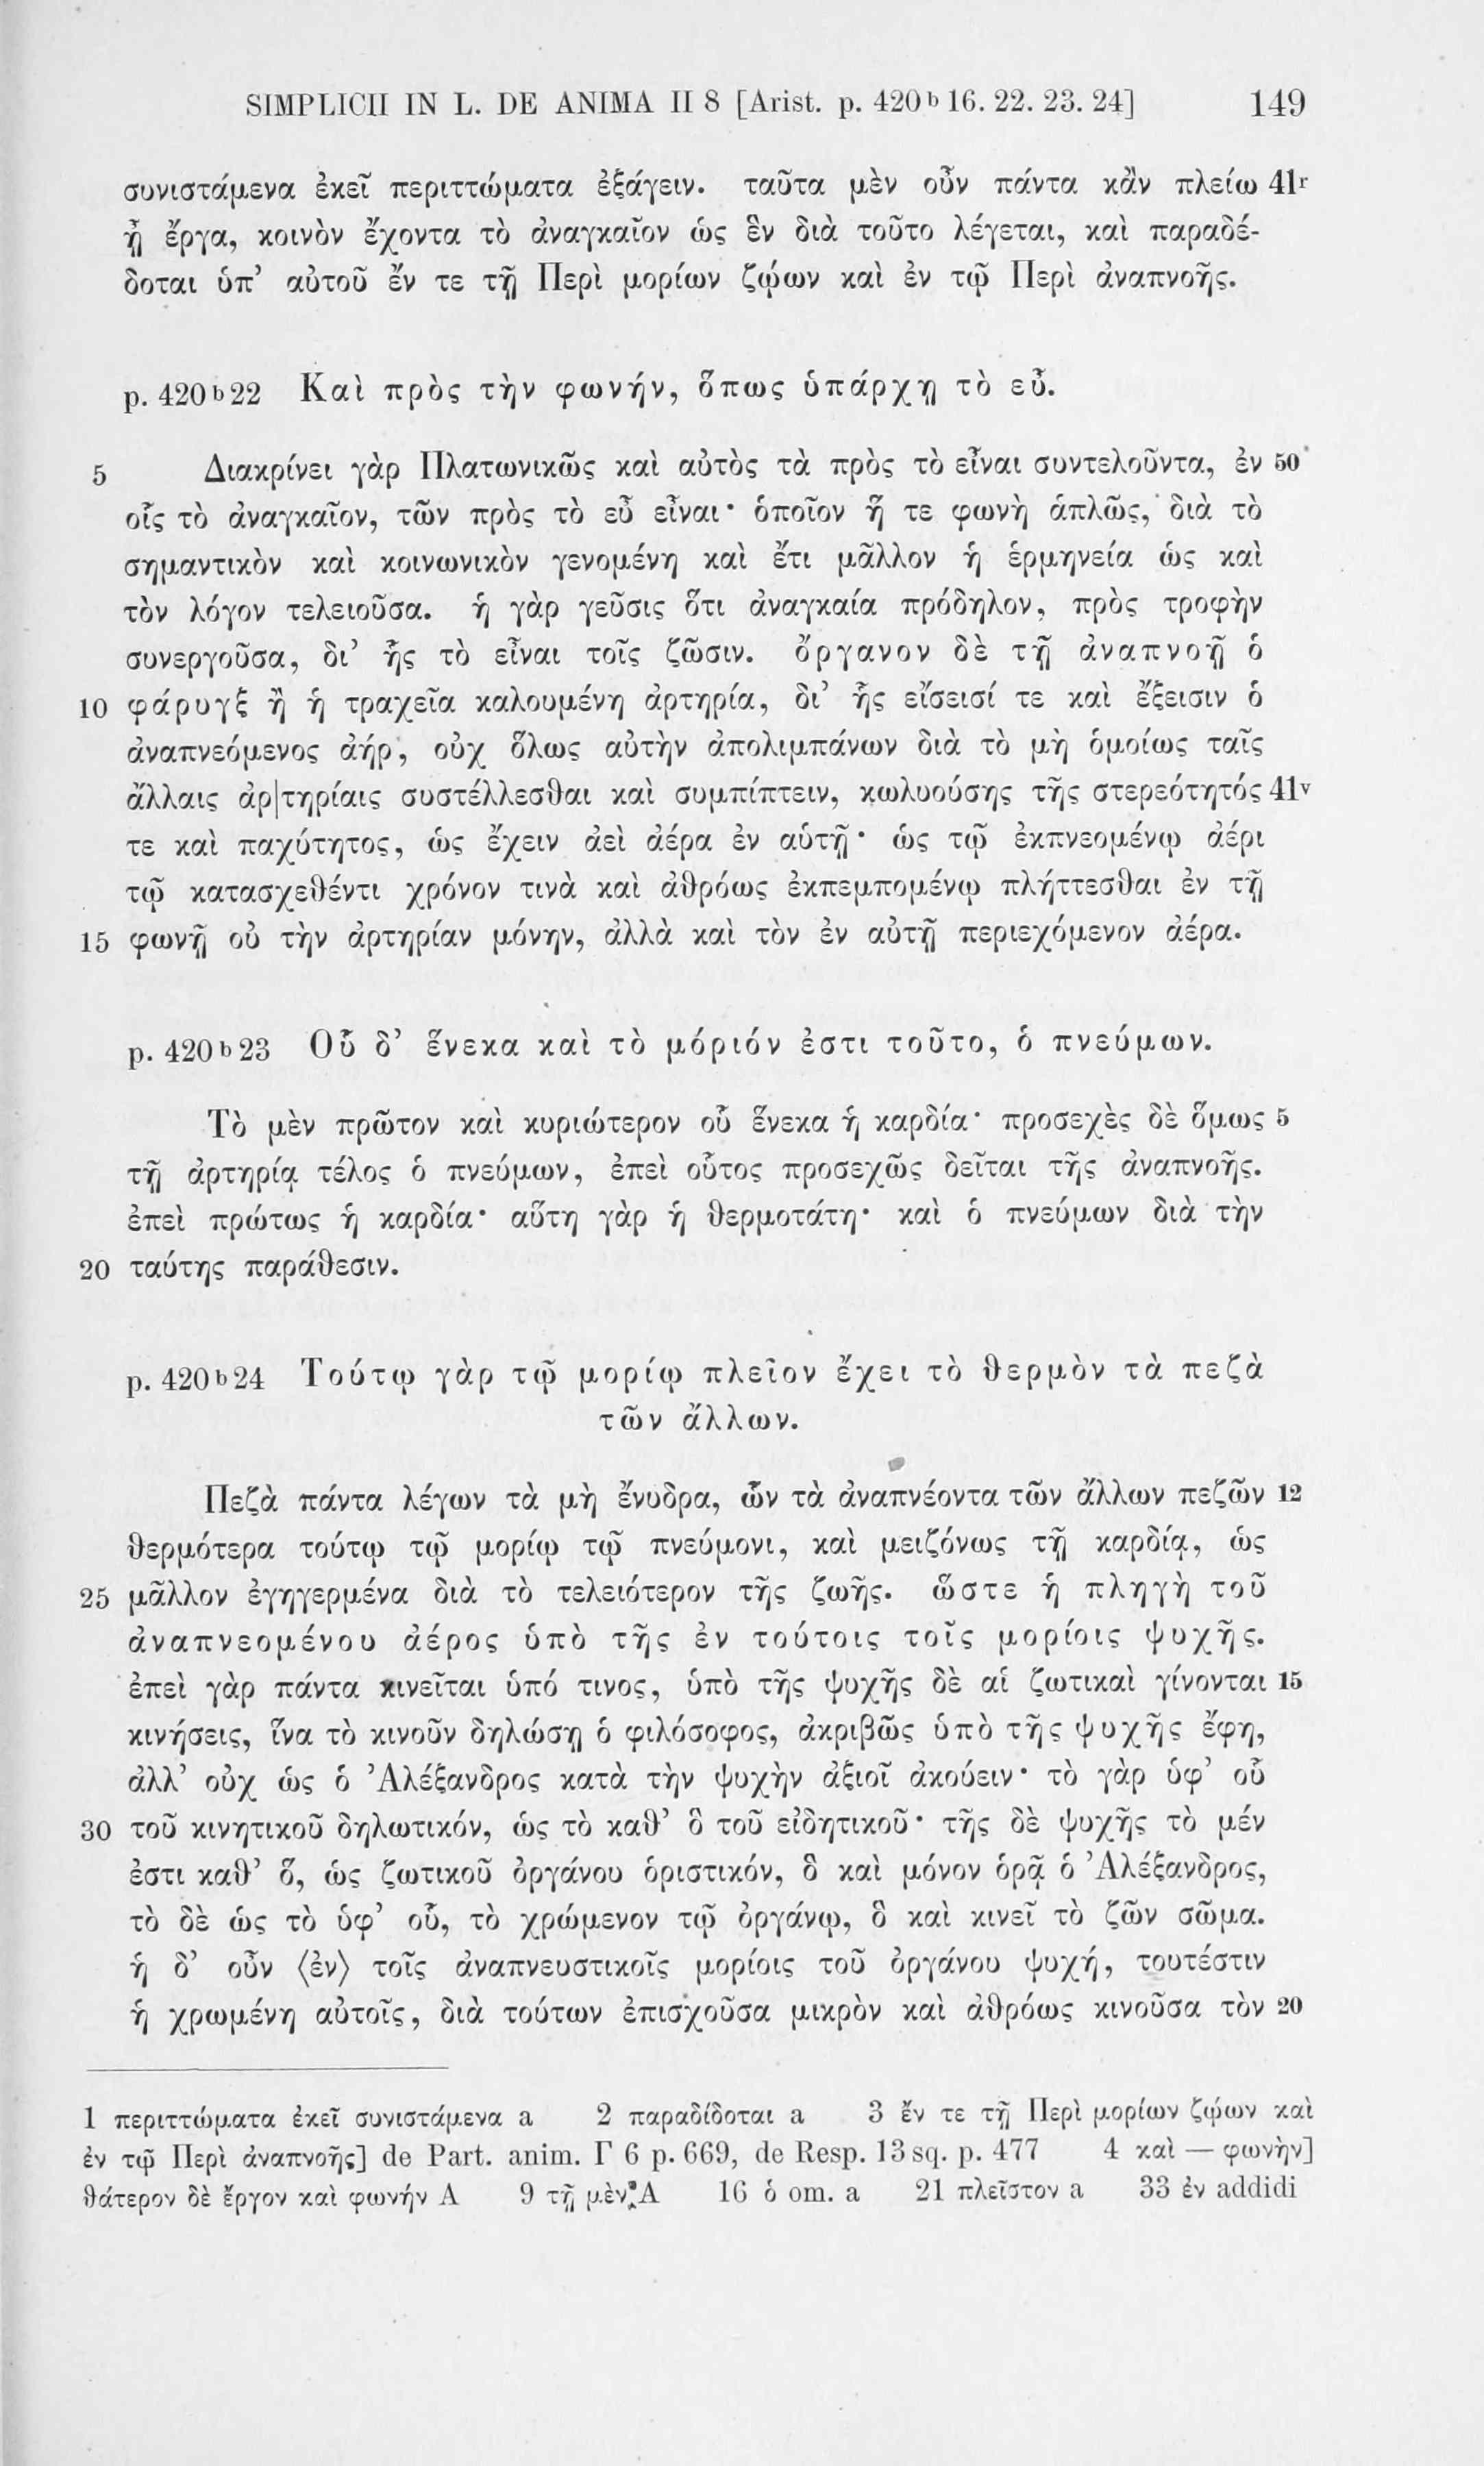 SIMPLICII IN L. DE ANIMA II 8 [Arist. p. 420ᵇ 16. 22. 23. 24] 149
συνιστάμενα ἐκεῖ περιττώματα ἐξάγειν. ταῦτα μὲν οὖν πάντα κἂν πλείω 41ʳ
ᾖ ἔργα, κοινὸν ἔχοντα τὸ ἀναγκαῖον ὡς ἓν διὰ τοῦτο λέγεται, καὶ παραδέ-
δοται ὑπ’ αὐτοῦ ἔν τε τῇ Περὶ μορίων ζῴων καὶ ἐν τῷ Περὶ ἀναπνοῆς.
p. 420ᵇ22 Καὶ πρὸς τὴν φωνήν, ὅπως ὑπάρχῃ τὸ εὖ.
5 Διακρίνει γὰρ Πλατωνικῶς καὶ αὐτὸς τὰ πρὸς τὸ εἶναι συντελοῦντα, ἐν 50
οἷς τὸ ἀναγκαῖον, τῶν πρὸς τὸ εὖ εἶναι· ὁποῖον ἥ τε φωνὴ ἁπλῶς, διὰ τὸ
σημαντικὸν καὶ κοινωνικὸν γενομένη καὶ ἔτι μᾶλλον ἡ ἑρμηνεία ὡς καὶ
τὸν λόγον τελειοῦσα. ἡ γὰρ γεῦσις ὅτι ἀναγκαία πρόδηλον, πρὸς τροφὴν
συνεργοῦσα, δι’ ἧς τὸ εἶναι τοῖς ζῶσιν. ὄργανον δὲ τῇ ἀναπνοῇ ὁ
10 φάρυγξ ἢ ἡ τραχεῖα καλουμένη ἀρτηρία, δι’ ἧς εἴσεισί τε καὶ ἔξεισιν ὁ
ἀναπνεόμενος ἀήρ, οὐχ ὅλως αὐτὴν ἀπολιμπάνων διὰ τὸ μὴ ὁμοίως ταῖς
ἄλλαις ἀρ|τηρίαις συστέλλεσθαι καὶ συμπίπτειν, κωλυούσης τῆς στερεότητός 41ᵛ
τε καὶ παχύτητος, ὡς ἔχειν ἀεὶ ἀέρα ἐν αὑτῇ· ὡς τῷ ἐκπνεομένῳ ἀέρι
τῷ κατασχεθέντι χρόνον τινὰ καὶ ἀθρόως ἐκπεμπομένῳ πλήττεσθαι ἐν τῇ
15 φωνῇ οὐ τὴν ἀρτηρίαν μόνην, ἀλλὰ καὶ τὸν ἐν αὐτῇ περιεχόμενον ἀέρα.
p. 420ᵇ23 Οὗ δ’ ἕνεκα καὶ τὸ μόριόν ἐστι τοῦτο, ὁ πνεύμων.
Τὸ μὲν πρῶτον καὶ κυριώτερον οὗ ἕνεκα ἡ καρδία· προσεχὲς δὲ ὅμως 5
τῇ ἀρτηρίᾳ τέλος ὁ πνεύμων, ἐπεὶ οὗτος προσεχῶς δεῖται τῆς ἀναπνοῆς.
ἐπεὶ πρώτως ἡ καρδία· αὕτη γὰρ ἡ θερμοτάτη· καὶ ὁ πνεύμων διὰ τὴν
20 ταύτης παράθεσιν.
p. 420ᵇ24 Τούτῳ γὰρ τῷ μορίῳ πλεῖον ἔχει τὸ θερμὸν τὰ πεζὰ
τῶν ἄλλων.
Πεζὰ πάντα λέγων τὰ μὴ ἔνυδρα, ὧν τὰ ἀναπνέοντα τῶν ἄλλων πεζῶν 12
θερμότερα τούτῳ τῷ μορίῳ τῷ πνεύμονι, καὶ μειζόνως τῇ καρδίᾳ, ὡς
25 μᾶλλον ἐγηγερμένα διὰ τὸ τελειότερον τῆς ζωῆς. ὥστε ἡ πληγὴ τοῦ
ἀναπνεομένου ἀέρος ὑπὸ τῆς ἐν τούτοις τοῖς μορίοις ψυχῆς.
ἐπεὶ γὰρ πάντα κινεῖται ὑπό τινος, ὑπὸ τῆς ψυχῆς δὲ αἱ ζωτικαὶ γίνονται 15
κινήσεις, ἵνα τὸ κινοῦν δηλώσῃ ὁ φιλόσοφος, ἀκριβῶς ὑπὸ τῆς ψυχῆς ἔφη,
ἀλλ’ οὐχ ὡς ὁ Ἀλέξανδρος κατὰ τὴν ψυχὴν ἀξιοῖ ἀκούειν· τὸ γὰρ ὑφ’ οὗ
30 τοῦ κινητικοῦ δηλωτικόν, ὡς τὸ καθ’ ὃ τοῦ εἰδητικοῦ· τῆς δὲ ψυχῆς τὸ μέν
ἐστι καθ’ ὅ, ὡς ζωτικοῦ ὀργάνου ὁριστικόν, ὃ καὶ μόνον ὁρᾷ ὁ Ἀλέξανδρος,
τὸ δὲ ὡς τὸ ὑφ’ οὗ, τὸ χρώμενον τῷ ὀργάνῳ, ὃ καὶ κινεῖ τὸ ζῶν σῶμα.
ἡ δ’ οὖν ⟨ἐν⟩ τοῖς ἀναπνευστικοῖς μορίοις τοῦ ὀργάνου ψυχή, τουτέστιν
ἡ χρωμένη αὐτοῖς, διὰ τούτων ἐπισχοῦσα μικρὸν καὶ ἀθρόως κινοῦσα τὸν 20
1 περιττώματα ἐκεῖ συνιστάμενα a 2 παραδίδοται a 3 ἔν τε τῇ Περὶ μορίων ζῴων καὶ
ἐν τῷ Περὶ ἀναπνοῆς] de Part. anim. Γ 6 p. 669, de Resp. 13 sq. p. 477 4 καὶ — φωνὴν]
θάτερον δὲ ἔργον καὶ φωνήν A 9 τῇ μὲν A 16 ὁ om. a 21 πλεῖστον a 33 ἐν addidi